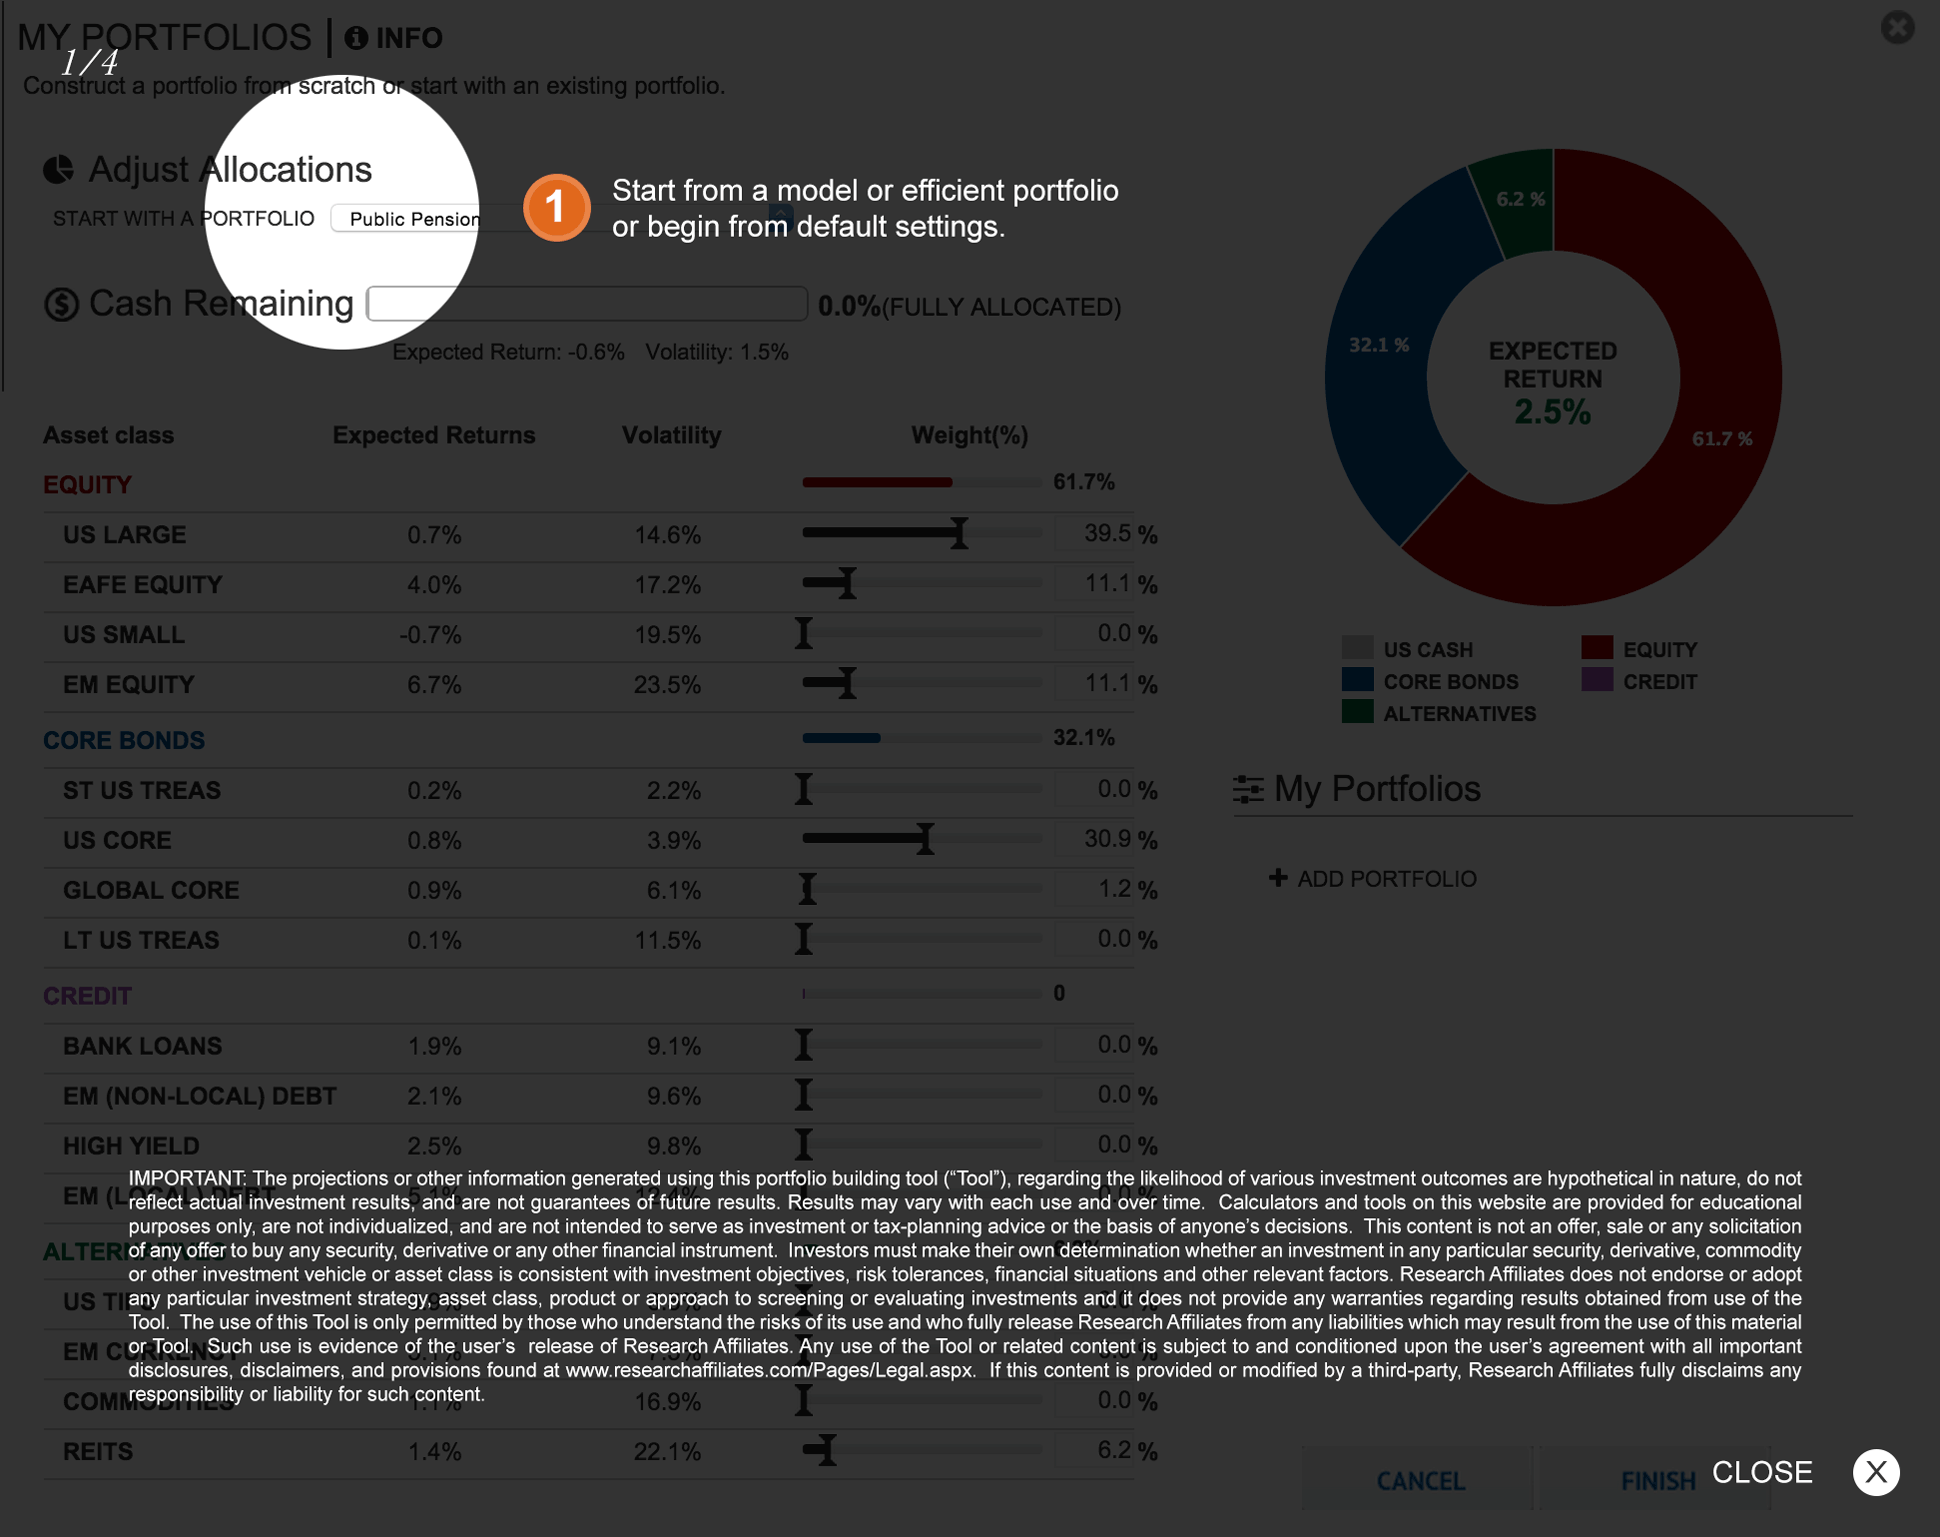 MY PORTFOLIOS | INFO
1/4
Construct a portfolio from scratch or start with an existing portfolio.
Adjust Allocations
START WITH A PORTFOLIO Public Pension
1 Start from a model or efficient portfolio
or begin from default settings.
Cash Remaining 0.0%(FULLY ALLOCATED)
Expected Return: -0.6% Volatility: 1.5%
6.2 %
32.1 %
61.7 %
EXPECTED
RETURN
2.5%
US CASH EQUITY
CORE BONDS CREDIT
ALTERNATIVES
My Portfolios
ADD PORTFOLIO
Asset class Expected Returns Volatility Weight(%)
EQUITY 61.7%
US LARGE 0.7% 14.6% 39.5 %
EAFE EQUITY 4.0% 17.2% 11.1 %
US SMALL -0.7% 19.5% 0.0 %
EM EQUITY 6.7% 23.5% 11.1 %
CORE BONDS 32.1%
ST US TREAS 0.2% 2.2% 0.0 %
US CORE 0.8% 3.9% 30.9 %
GLOBAL CORE 0.9% 6.1% 1.2 %
LT US TREAS 0.1% 11.5% 0.0 %
CREDIT 0
BANK LOANS 1.9% 9.1% 0.0 %
EM (NON-LOCAL) DEBT 2.1% 9.6% 0.0 %
HIGH YIELD 2.5% 9.8% 0.0 %
EM (LOCAL) DEBT 5.1% 12.4% 0.0 %
ALTERNATIVES
US TIPS
EM CURRENCY
COMMODITIES 1.1% 16.9% 0.0 %
REITS 1.4% 22.1% 6.2 %
IMPORTANT: The projections or other information generated using this portfolio building tool (“Tool”), regarding the likelihood of various investment outcomes are hypothetical in nature, do not
reflect actual investment results, and are not guarantees of future results. Results may vary with each use and over time. Calculators and tools on this website are provided for educational
purposes only, are not individualized, and are not intended to serve as investment or tax-planning advice or the basis of anyone’s decisions. This content is not an offer, sale or any solicitation
of any offer to buy any security, derivative or any other financial instrument. Investors must make their own determination whether an investment in any particular security, derivative, commodity
or other investment vehicle or asset class is consistent with investment objectives, risk tolerances, financial situations and other relevant factors. Research Affiliates does not endorse or adopt
any particular investment strategy, asset class, product or approach to screening or evaluating investments and it does not provide any warranties regarding results obtained from use of the
Tool. The use of this Tool is only permitted by those who understand the risks of its use and who fully release Research Affiliates from any liabilities which may result from the use of this material
or Tool. Such use is evidence of the user’s release of Research Affiliates. Any use of the Tool or related content is subject to and conditioned upon the user’s agreement with all important
disclosures, disclaimers, and provisions found at www.researchaffiliates.com/Pages/Legal.aspx. If this content is provided or modified by a third-party, Research Affiliates fully disclaims any
responsibility or liability for such content.
CANCEL FINISH CLOSE X